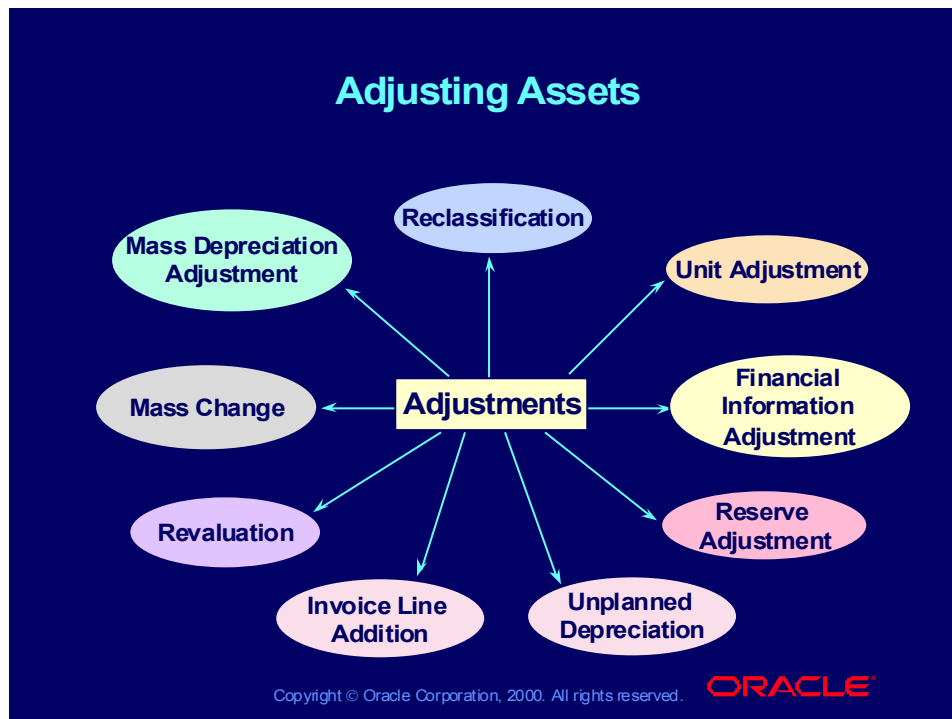 Adjusting Assets
Reclassification
Mass Depreciation
Adjustment
Unit Adjustment
Mass Change
Adjustments
Financial
Information
Adjustment
Revaluation
Reserve
Adjustment
Invoice Line
Addition
Unplanned
Depreciation
Copyright © Oracle Corporation, 2000. All rights reserved.
ORACLE®